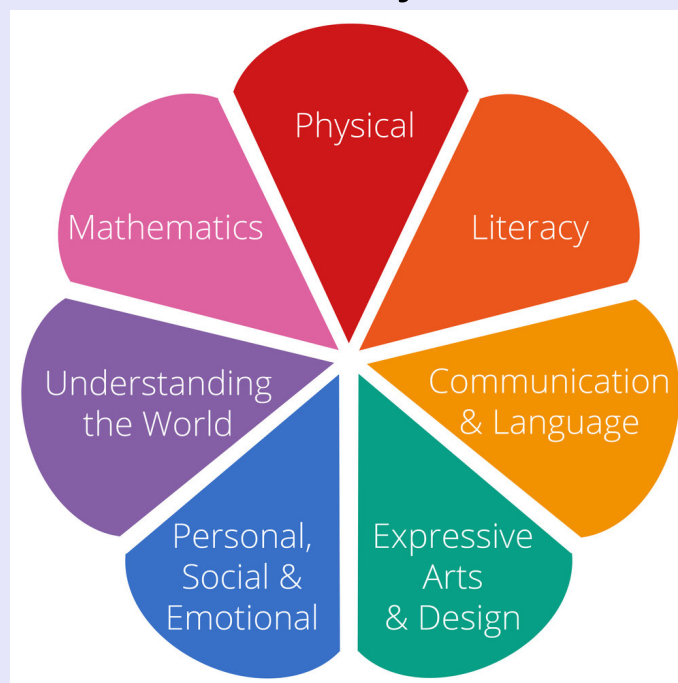 Physical
Literacy
Communication
& Language
Expressive
Arts
& Design
Personal,
Social &
Emotional
Understanding
the World
Mathematics